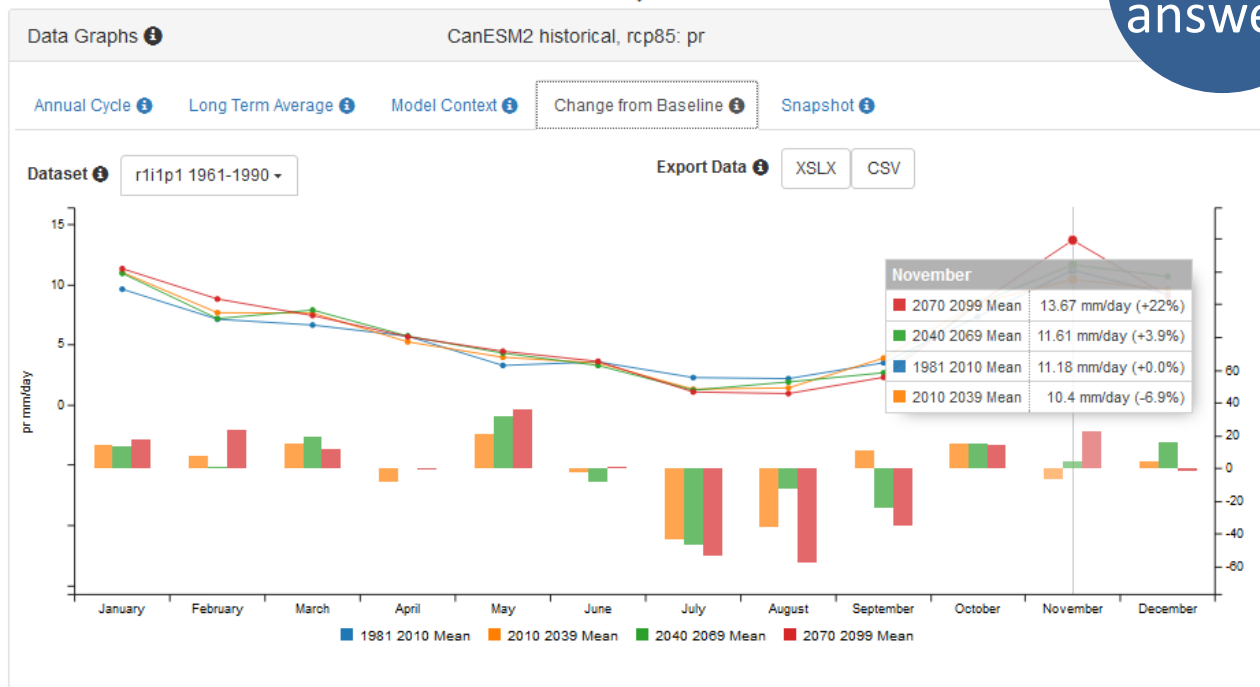 answe
Data Graphs CanESM2 historical, rcp85: pr
Annual Cycle Long Term Average Model Context Change from Baseline Snapshot
Dataset r1i1p1 1961-1990 Export Data XSLX CSV
15
10
5
0
pr mm/day
60
40
20
0
-20
-40
-60
November
2070 2099 Mean 13.67 mm/day (+22%)
2040 2069 Mean 11.61 mm/day (+3.9%)
1981 2010 Mean 11.18 mm/day (+0.0%)
2010 2039 Mean 10.4 mm/day (-6.9%)
January February March April May June July August September October November December
1981 2010 Mean 2010 2039 Mean 2040 2069 Mean 2070 2099 Mean